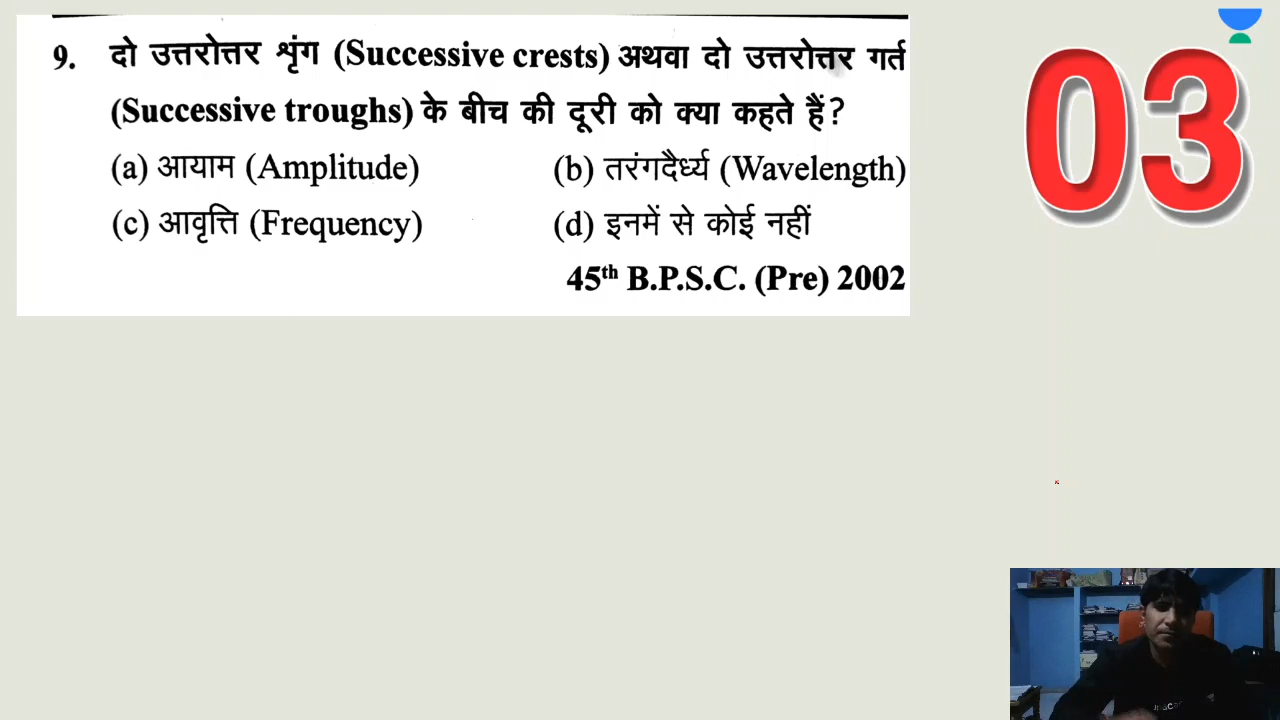 9. दो उत्तरोत्तर शृंग (Successive crests) अथवा दो उत्तरोत्तर गर्त
(Successive troughs) के बीच की दूरी को क्या कहते हैं?
(a) आयाम (Amplitude) (b) तरंगदैर्ध्य (Wavelength)
(c) आवृत्ति (Frequency) (d) इनमें से कोई नहीं
45th B.P.S.C. (Pre) 2002
03